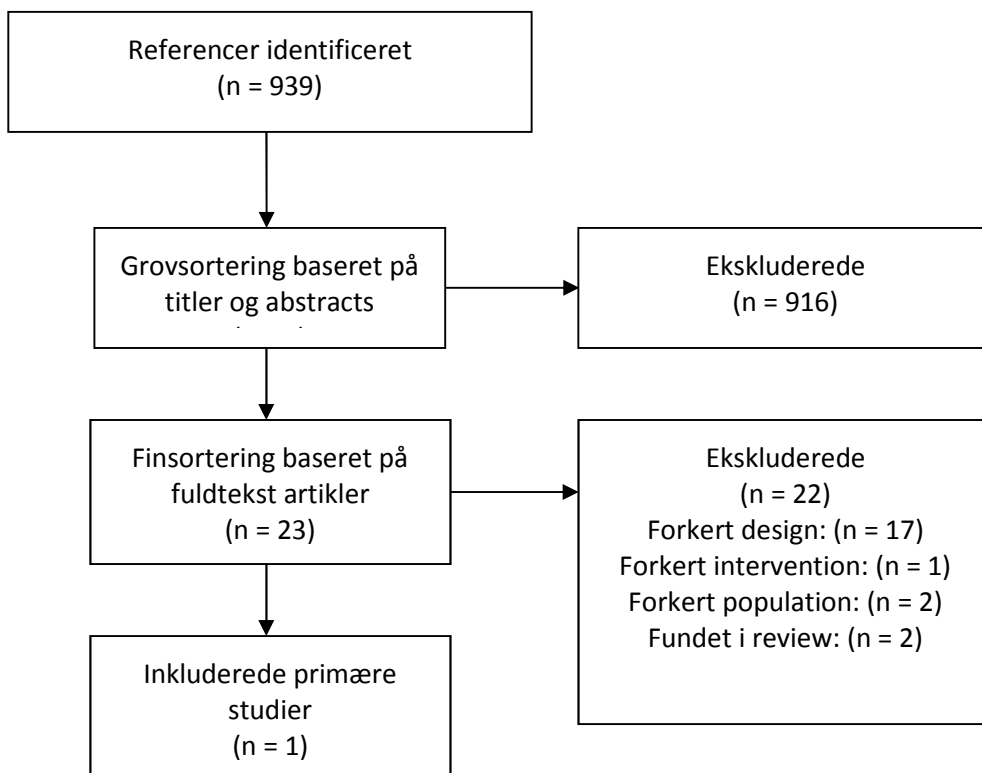 Referencer identificeret
(n = 939)
Grovsortering baseret på
titler og abstracts
Ekskluderede
(n = 916)
Finsortering baseret på
fuldtekst artikler
(n = 23)
Ekskluderede
(n = 22)
Forkert design: (n = 17)
Forkert intervention: (n = 1)
Forkert population: (n = 2)
Fundet i review: (n = 2)
Inkluderede primære
studier
(n = 1)